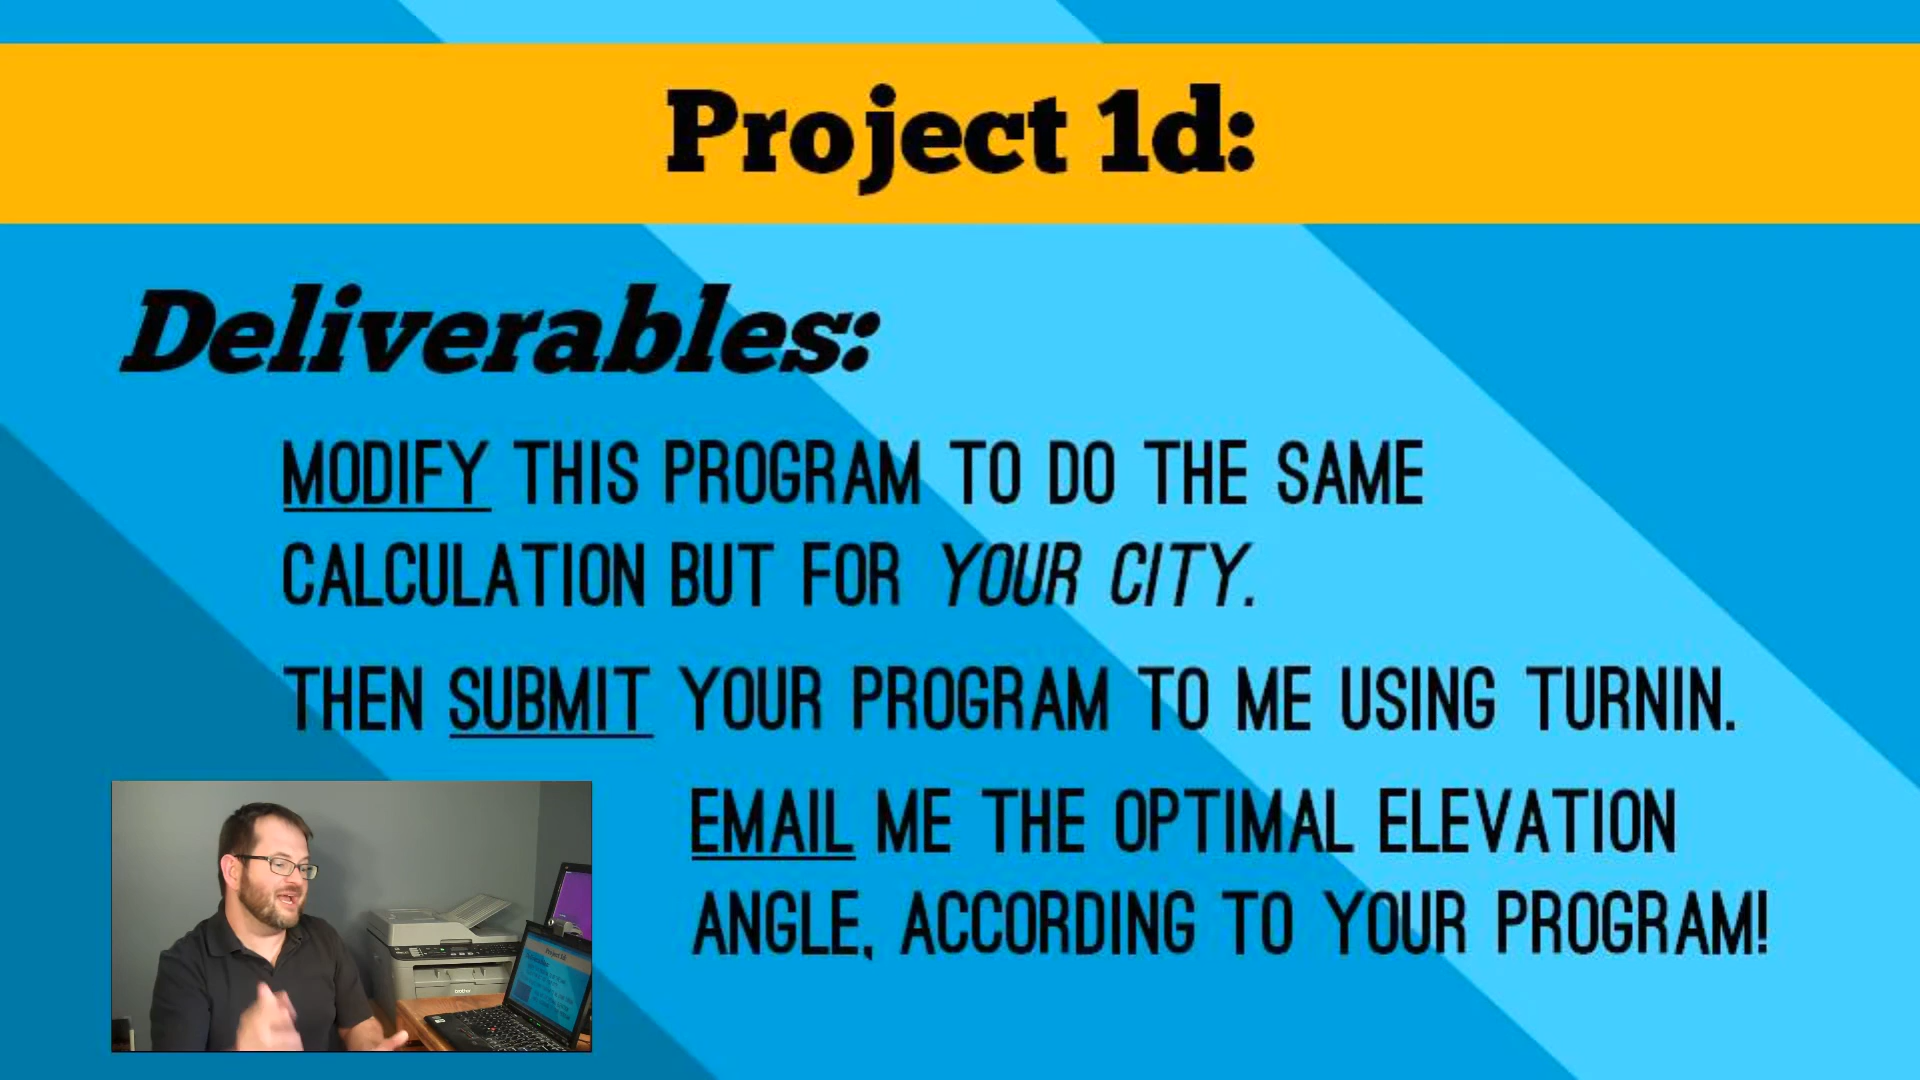 Project 1d:
Deliverables:
MODIFY THIS PROGRAM TO DO THE SAME
CALCULATION BUT FOR YOUR CITY.
THEN SUBMIT YOUR PROGRAM TO ME USING TURNIN.
EMAIL ME THE OPTIMAL ELEVATION
ANGLE, ACCORDING TO YOUR PROGRAM!
brother